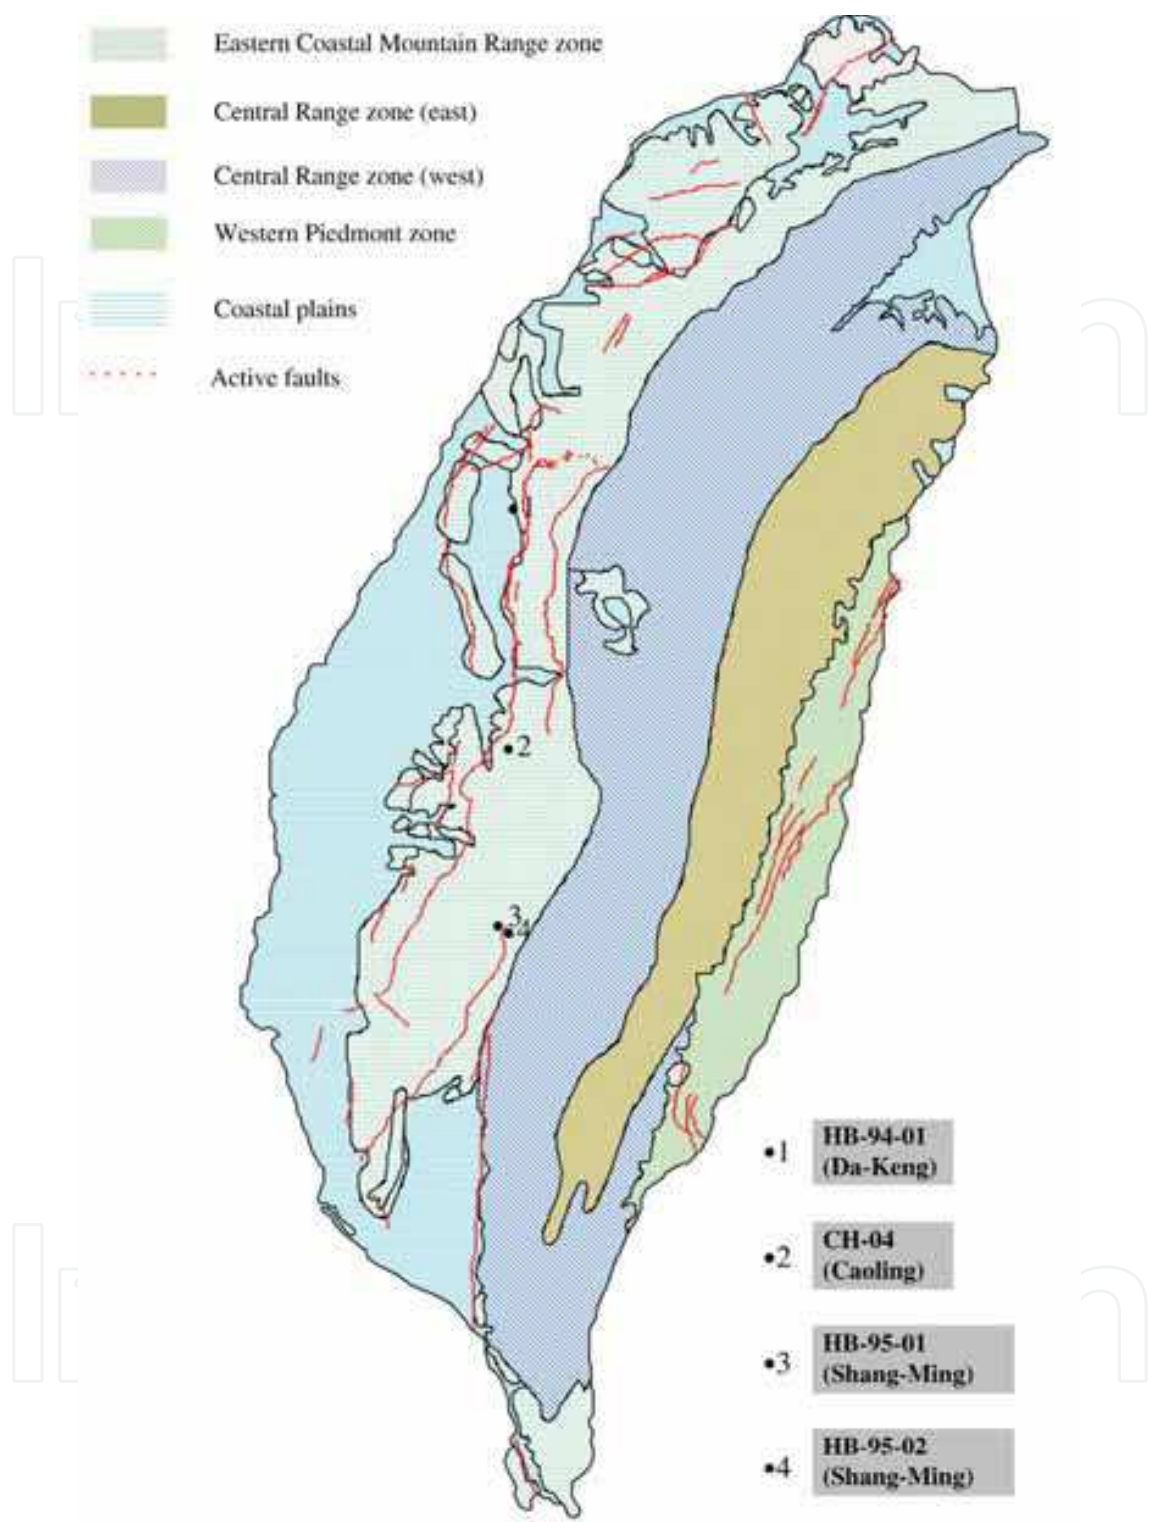 Eastern Coastal Mountain Range zone
Central Range zone (east)
Central Range zone (west)
Western Piedmont zone
Coastal plains
Active faults
1
2
3
4
1
HB-94-01
(Da-Keng)
2
CH-04
(Caoling)
3
HB-95-01
(Shang-Ming)
4
HB-95-02
(Shang-Ming)